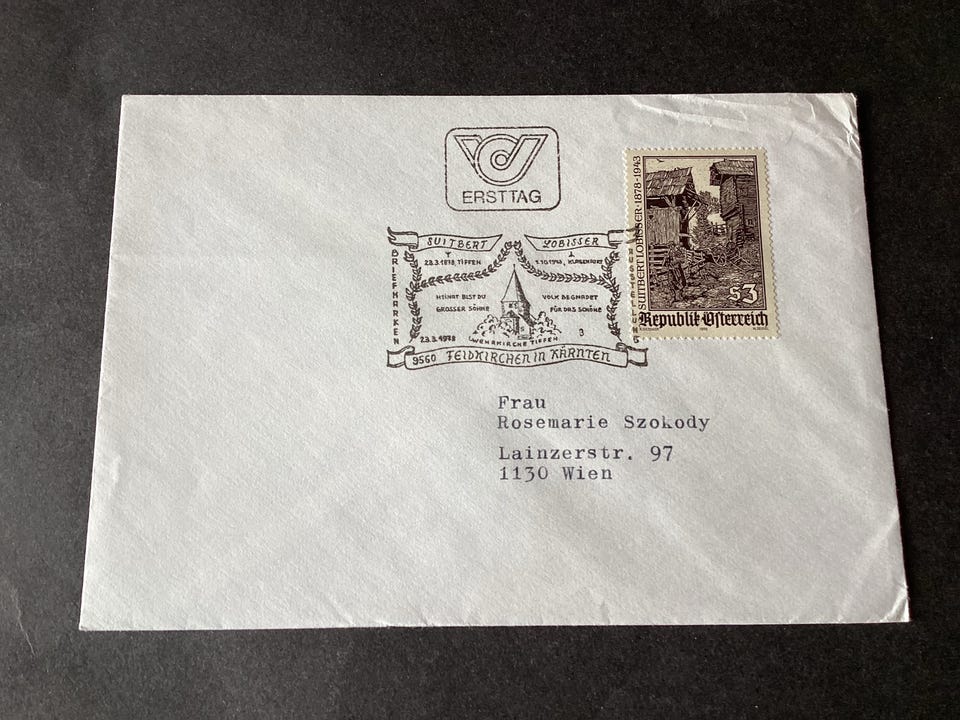 ERSTTAG
SUITBERT LOBISSER
23.3.1878, TIFFEN 1.10.1943, KLAGENFURT
BRIEFMARKEN
AUSSTELLUNG
HEIMAT BIST DU VOLK BEGNADET
GROSSER SÖHNE FÜR DAS SCHÖNE
23.3.1978 WEHRKIRCHE TIFFEN 3
9560 FELDKIRCHEN IN KÄRNTEN
SUITBERT LOBISSER · 1878-1943
S3
Republik Österreich
Frau
Rosemarie Szokody
Lainzerstr. 97
1130 Wien